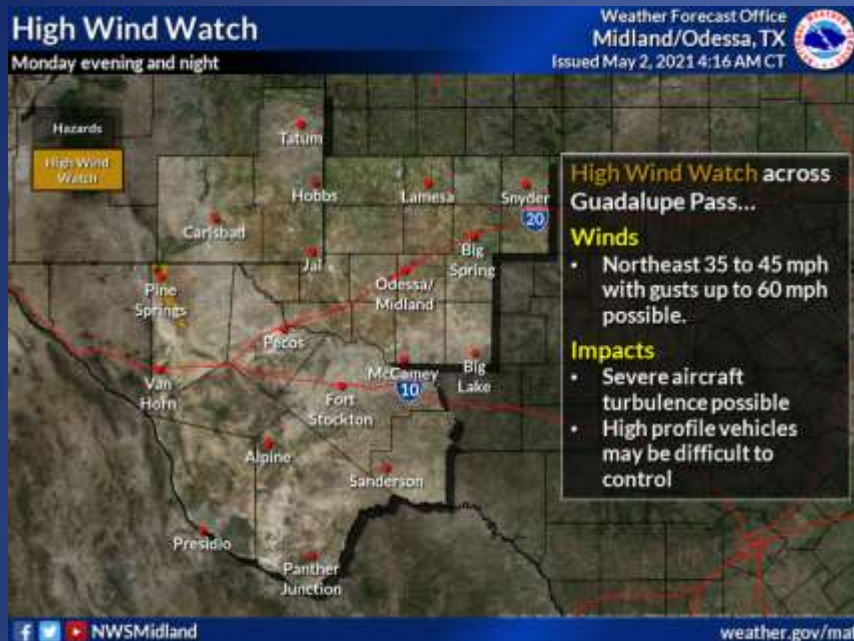 High Wind Watch
Monday evening and night
Weather Forecast Office
Midland/Odessa, TX
Issued May 2, 2021 4:16 AM CT
Hazards
High Wind
Watch
Tatum
Hobbs
Lamesa
Snyder
20
Carlsbad
Jal
Big
Spring
Odessa/
Midland
Pine
Springs
Pecos
McCamey
Big
Lake
10
Van
Horn
Fort
Stockton
Alpine
Sanderson
Presidio
Panther
Junction
High Wind Watch across
Guadalupe Pass...
Winds
• Northeast 35 to 45 mph
with gusts up to 60 mph
possible.
Impacts
• Severe aircraft
turbulence possible
• High profile vehicles
may be difficult to
control
NWSMidland
weather.gov/maf